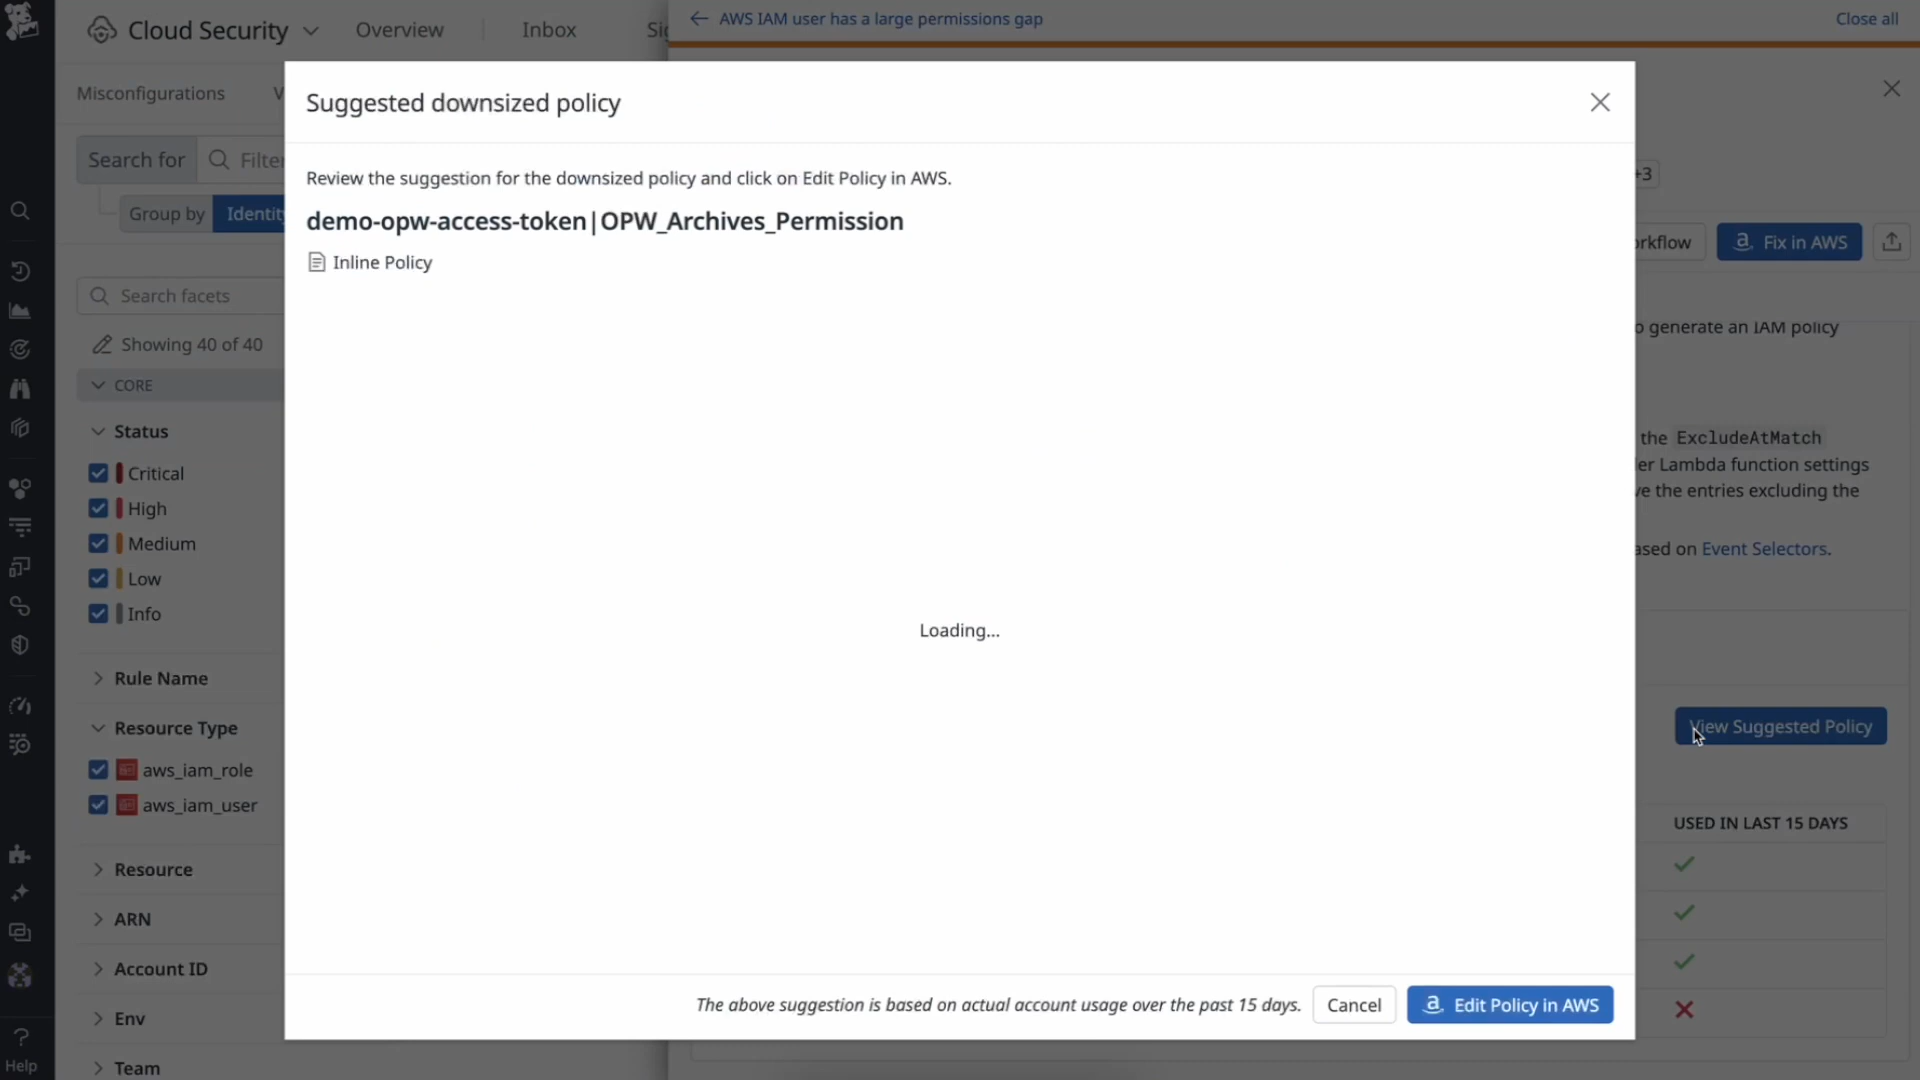 Cloud Security
Overview
Inbox
AWS IAM user has a large permissions gap
Close all
Misconfigurations
Search for
Group by
Search facets
Showing 40 of 40
CORE
Status
Critical
High
Medium
Low
Info
Rule Name
Resource Type
aws_iam_role
aws_iam_user
Resource
ARN
Account ID
Env
Team
Help
Suggested downsized policy
Review the suggestion for the downsized policy and click on Edit Policy in AWS.
demo-opw-access-token|OPW_Archives_Permission
Inline Policy
Loading...
The above suggestion is based on actual account usage over the past 15 days.
Cancel
Edit Policy in AWS
+3
Fix in AWS
generate an IAM policy
the ExcludeAtMatch
Lambda function settings
the entries excluding the
on Event Selectors.
View Suggested Policy
USED IN LAST 15 DAYS